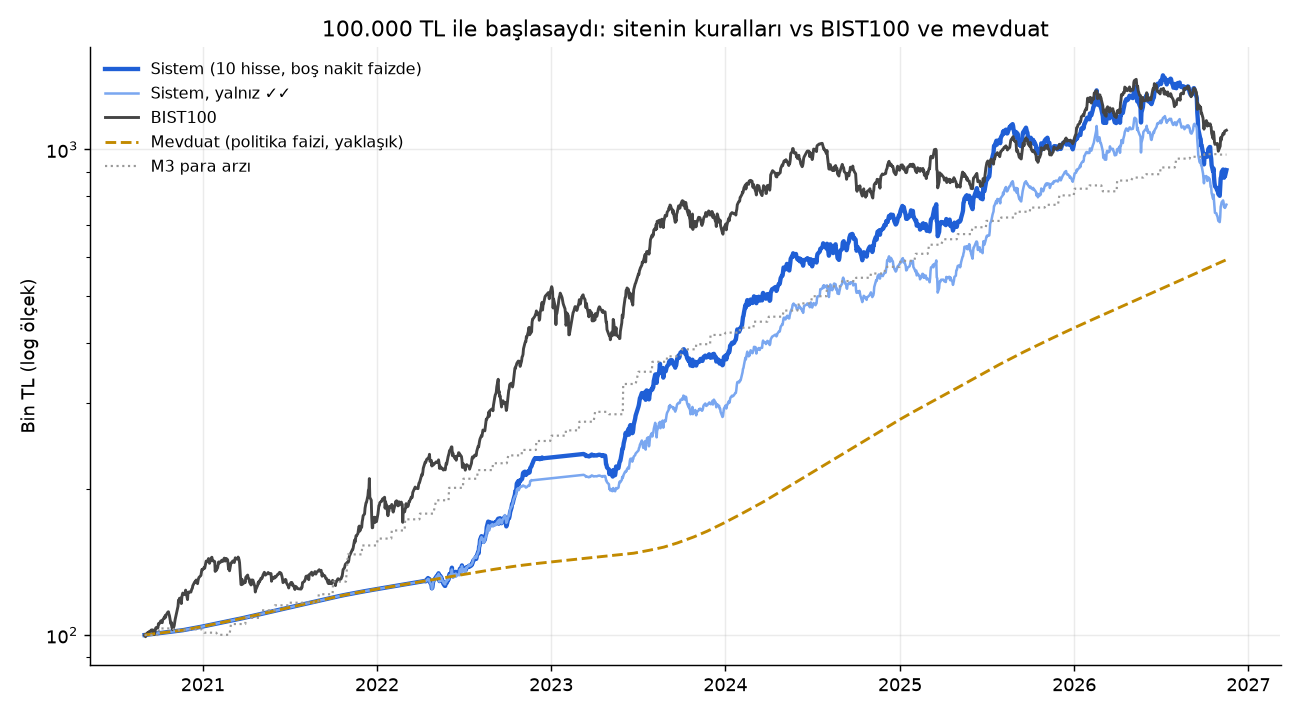 100.000 TL ile başlasaydı: sitenin kuralları vs BIST100 ve mevduat
Sistem (10 hisse, boş nakit faizde)
Sistem, yalnız ✓✓
BIST100
Mevduat (politika faizi, yaklaşık)
M3 para arzı
Bin TL (log ölçek)
10³
10²
2021 2022 2023 2024 2025 2026 2027